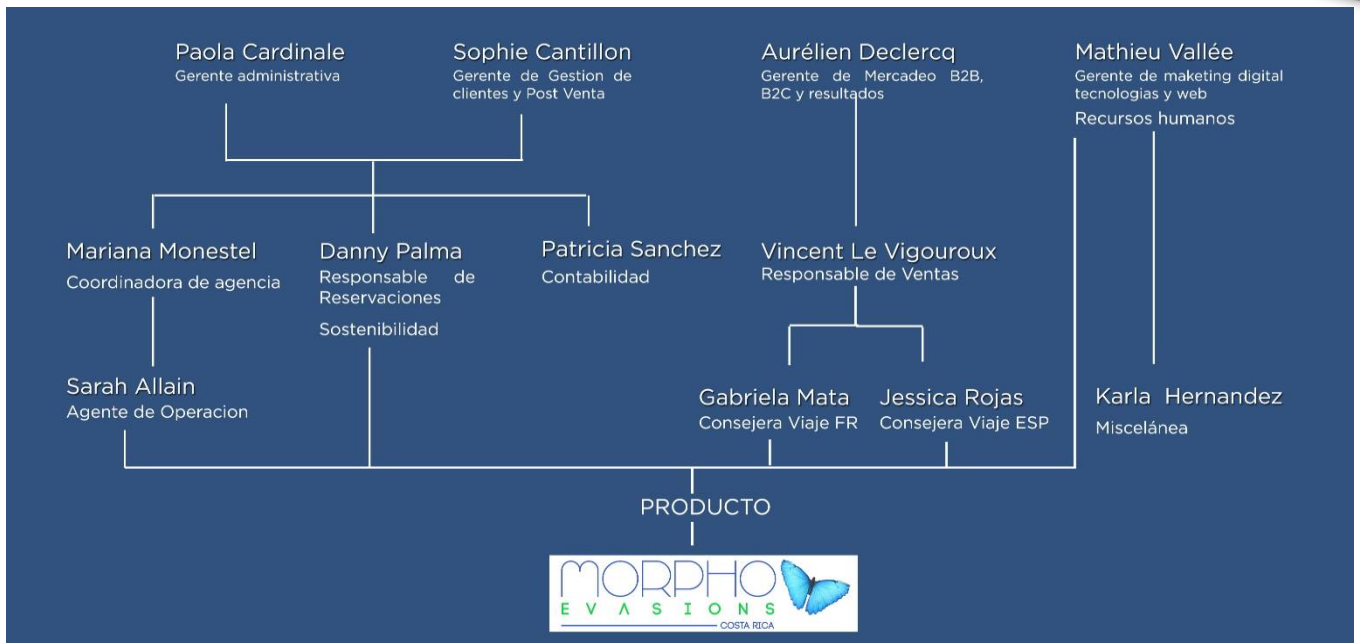 Paola Cardinale
Gerente administrativa
Sophie Cantillon
Gerente de Gestion de
clientes y Post Venta
Aurélien Declercq
Gerente de Mercadeo B2B,
B2C y resultados
Mathieu Vallée
Gerente de maketing digital
tecnologias y web
Recursos humanos
Mariana Monestel
Coordinadora de agencia
Danny Palma
Responsable de
Reservaciones
Sostenibilidad
Patricia Sanchez
Contabilidad
Vincent Le Vigouroux
Responsable de Ventas
Sarah Allain
Agente de Operacion
Gabriela Mata
Consejera Viaje FR
Jessica Rojas
Consejera Viaje ESP
Karla Hernandez
Miscelánea
PRODUCTO
MORPHO
EVASIONS
COSTA RICA